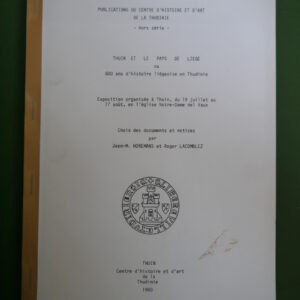 PUBLICATIONS DU CENTRE D'HISTOIRE ET D'ART
DE LA THUDINIE
- Hors série -
THUIN ET LE PAYS DE LIEGE
ou
800 ans d'histoire liégeoise en Thudinie
Exposition organisée à Thuin, du 19 juillet au
17 août, en l'église Notre-Dame del Vaux
Choix des documents et notices
par
Jean-M. HOREMANS et Roger LACOMBLEZ
THUIN
Centre d'histoire et d'art
de la
Thudinie
1980